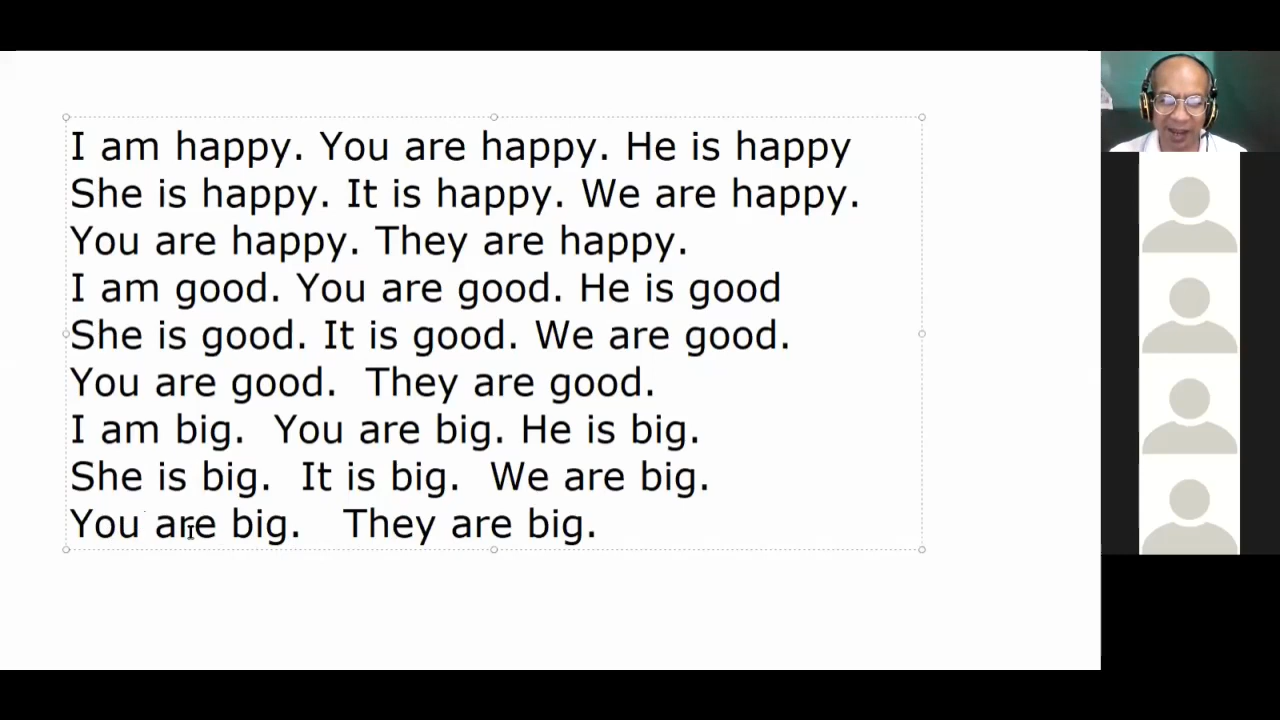 I am happy. You are happy. He is happy
She is happy. It is happy. We are happy.
You are happy. They are happy.
I am good. You are good. He is good
She is good. It is good. We are good.
You are good.  They are good.
I am big.  You are big. He is big.
She is big.  It is big.  We are big.
You are big.   They are big.